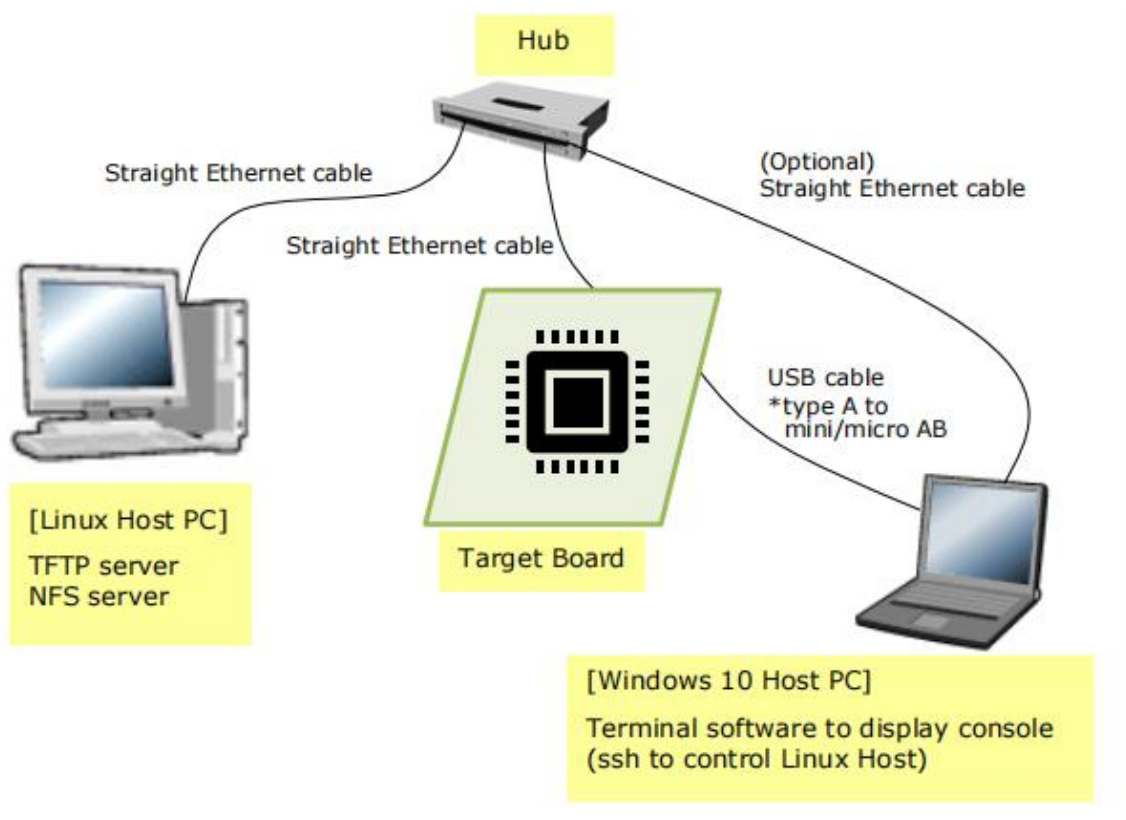 Hub
Straight Ethernet cable
(Optional)
Straight Ethernet cable
Straight Ethernet cable
USB cable
*type A to
mini/micro AB
[Linux Host PC]
TFTP server
NFS server
Target Board
[Windows 10 Host PC]
Terminal software to display console
(ssh to control Linux Host)